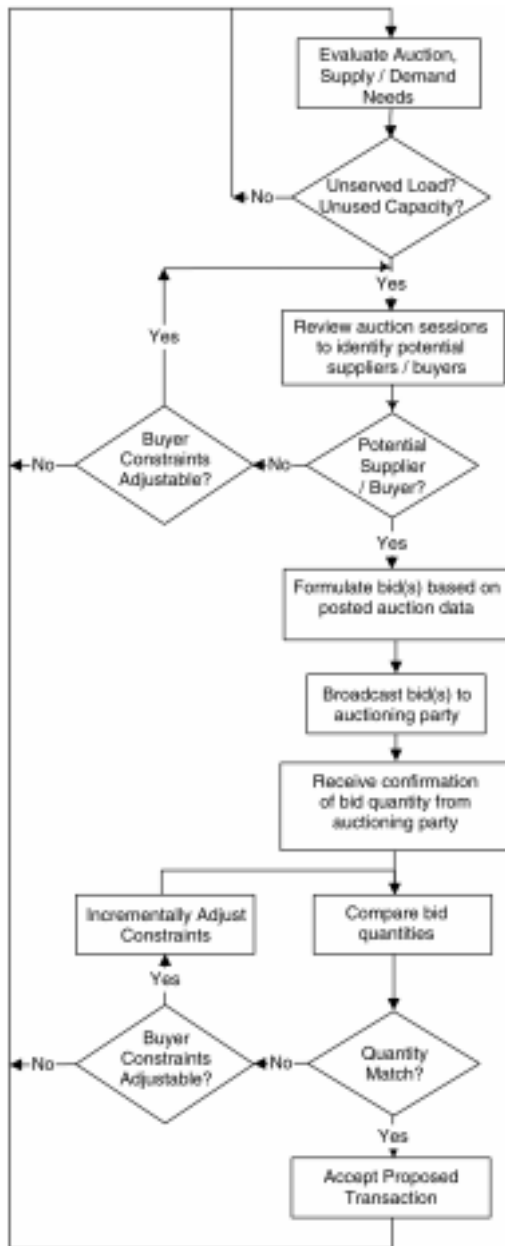 Evaluate Auction,
Supply / Demand
Needs
Unserved Load?
Unused Capacity?
No
Yes
Yes
Review auction sessions
to identify potential
suppliers / buyers
Buyer
Constraints
Adjustable?
No
No
Potential
Supplier
/ Buyer?
Yes
Formulate bid(s) based on
posted auction data
Broadcast bid(s) to
auctioning party
Receive confirmation
of bid quantity from
auctioning party
Incrementally Adjust
Constraints
Compare bid
quantities
Yes
Buyer
Constraints
Adjustable?
No
No
Quantity
Match?
Yes
Accept Proposed
Transaction